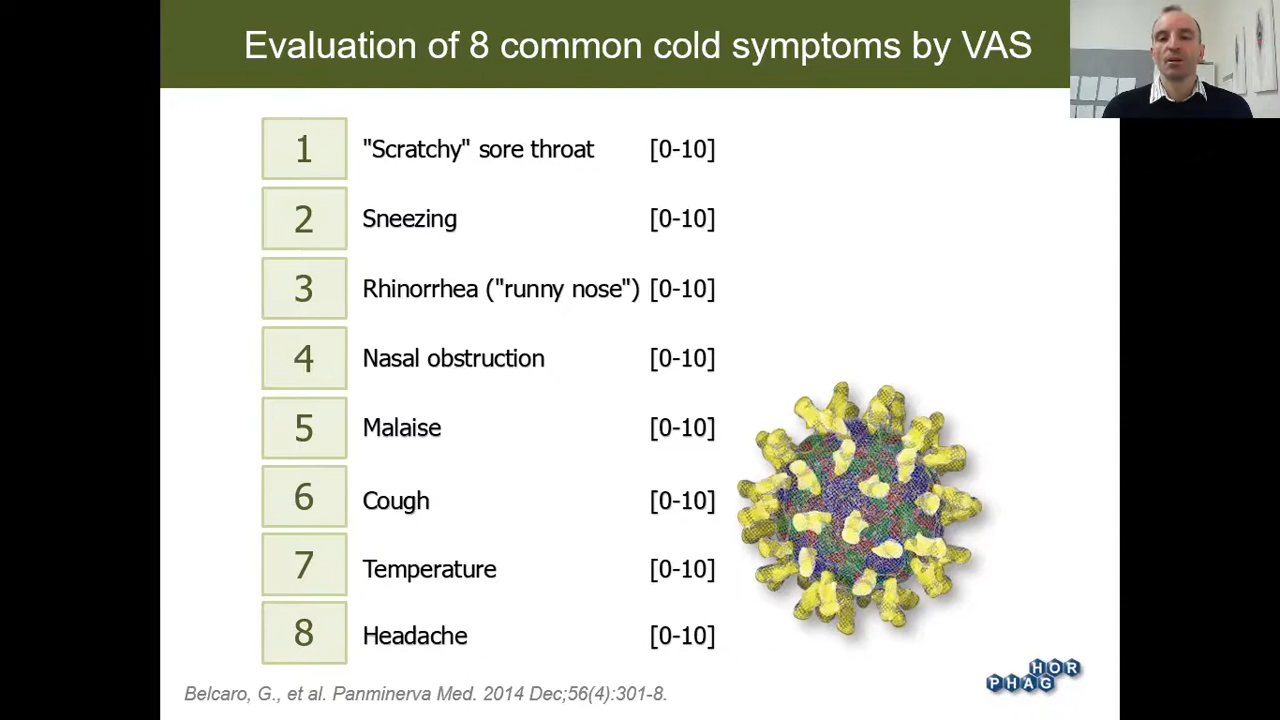 Evaluation of 8 common cold symptoms by VAS
1 "Scratchy" sore throat [0-10]
2 Sneezing [0-10]
3 Rhinorrhea ("runny nose") [0-10]
4 Nasal obstruction [0-10]
5 Malaise [0-10]
6 Cough [0-10]
7 Temperature [0-10]
8 Headache [0-10]
HOR
PHAG
Belcaro, G., et al. Panminerva Med. 2014 Dec;56(4):301-8.